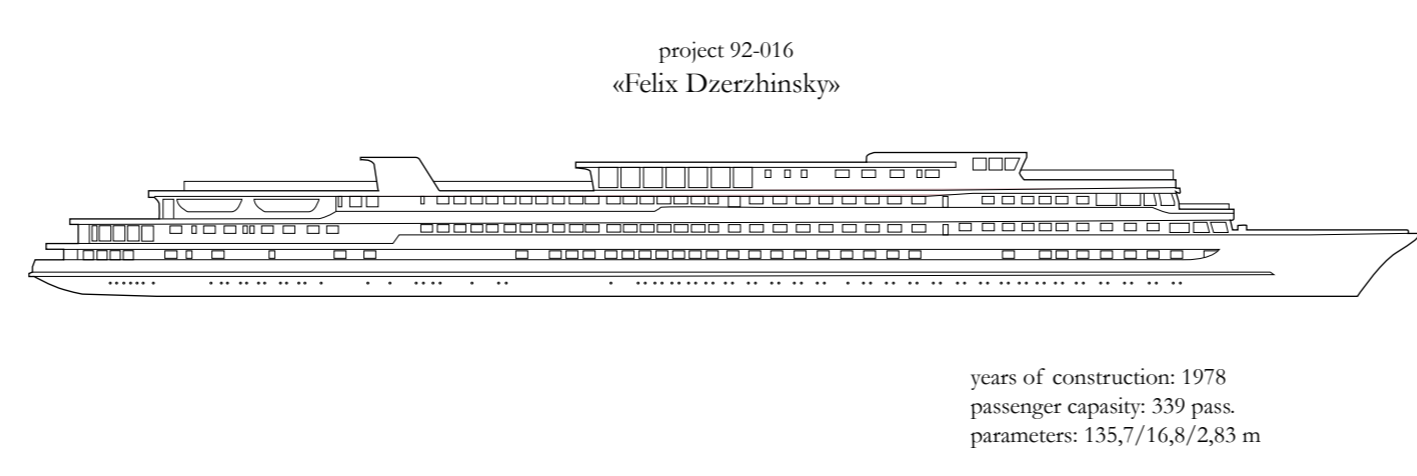 project 92-016
«Felix Dzerzhinsky»
years of construction: 1978
passenger capasity: 339 pass.
parameters: 135,7/16,8/2,83 m